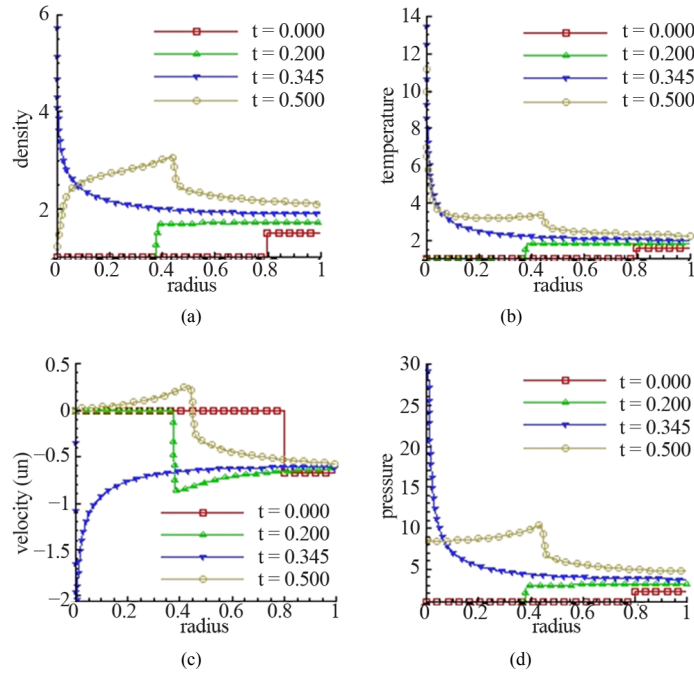 6
4
2
density
t = 0.000
t = 0.200
t = 0.345
t = 0.500
0 0.2 0.4 0.6 0.8 1
radius
(a)
14
12
10
8
6
4
2
temperature
t = 0.000
t = 0.200
t = 0.345
t = 0.500
0 0.2 0.4 0.6 0.8 1
radius
(b)
0.5
0
−0.5
−1
−1.5
−2
velocity (un)
t = 0.000
t = 0.200
t = 0.345
t = 0.500
0.2 0.4 0.6 0.8 1
radius
(c)
30
25
20
15
10
5
pressure
t = 0.000
t = 0.200
t = 0.345
t = 0.500
0 0.2 0.4 0.6 0.8 1
radius
(d)